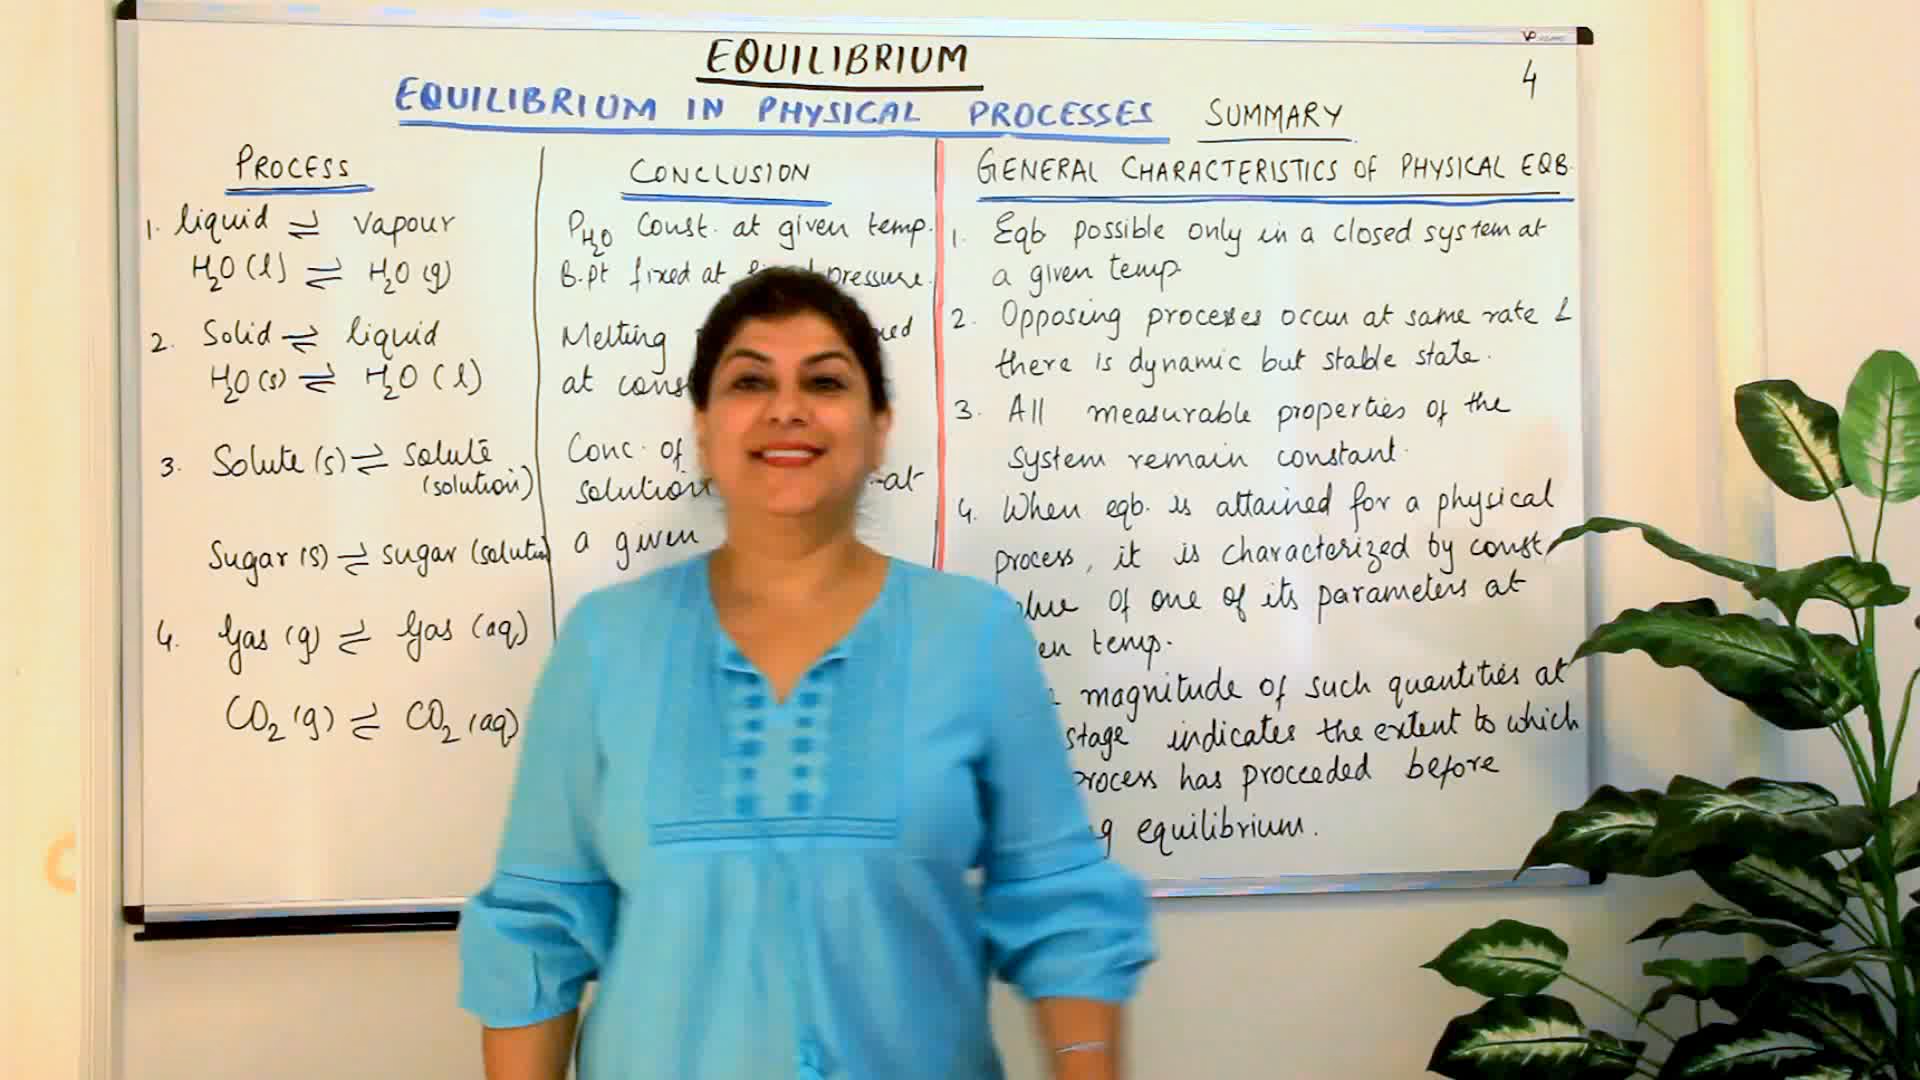 EQUILIBRIUM
4
EQUILIBRIUM IN PHYSICAL PROCESSES SUMMARY
PROCESS
1. liquid ⇌ vapour
H₂O (l) ⇌ H₂O (g)
2. Solid ⇌ liquid
H₂O (s) ⇌ H₂O (l)
3. Solute (s) ⇌ solute
(solution)
Sugar (s) ⇌ sugar (solution
4. Gas (g) ⇌ Gas (aq)
CO₂ (g) ⇌ CO₂ (aq)
CONCLUSION
P H₂O Const. at given temp.
B.pt fixed at pressure.
Melting
at
Conc. of
solution at
a given
GENERAL CHARACTERISTICS OF PHYSICAL EQB.
1. Eqb possible only in a closed system at
a given temp.
2. Opposing processes occur at same rate &
there is dynamic but stable state.
3. All measurable properties of the
system remain constant.
4. When eqb. is attained for a physical
process, it is characterized by const.
of one of its parameters at
temp.
magnitude of such quantities at
stage indicates the extent to which
has proceeded before
equilibrium.